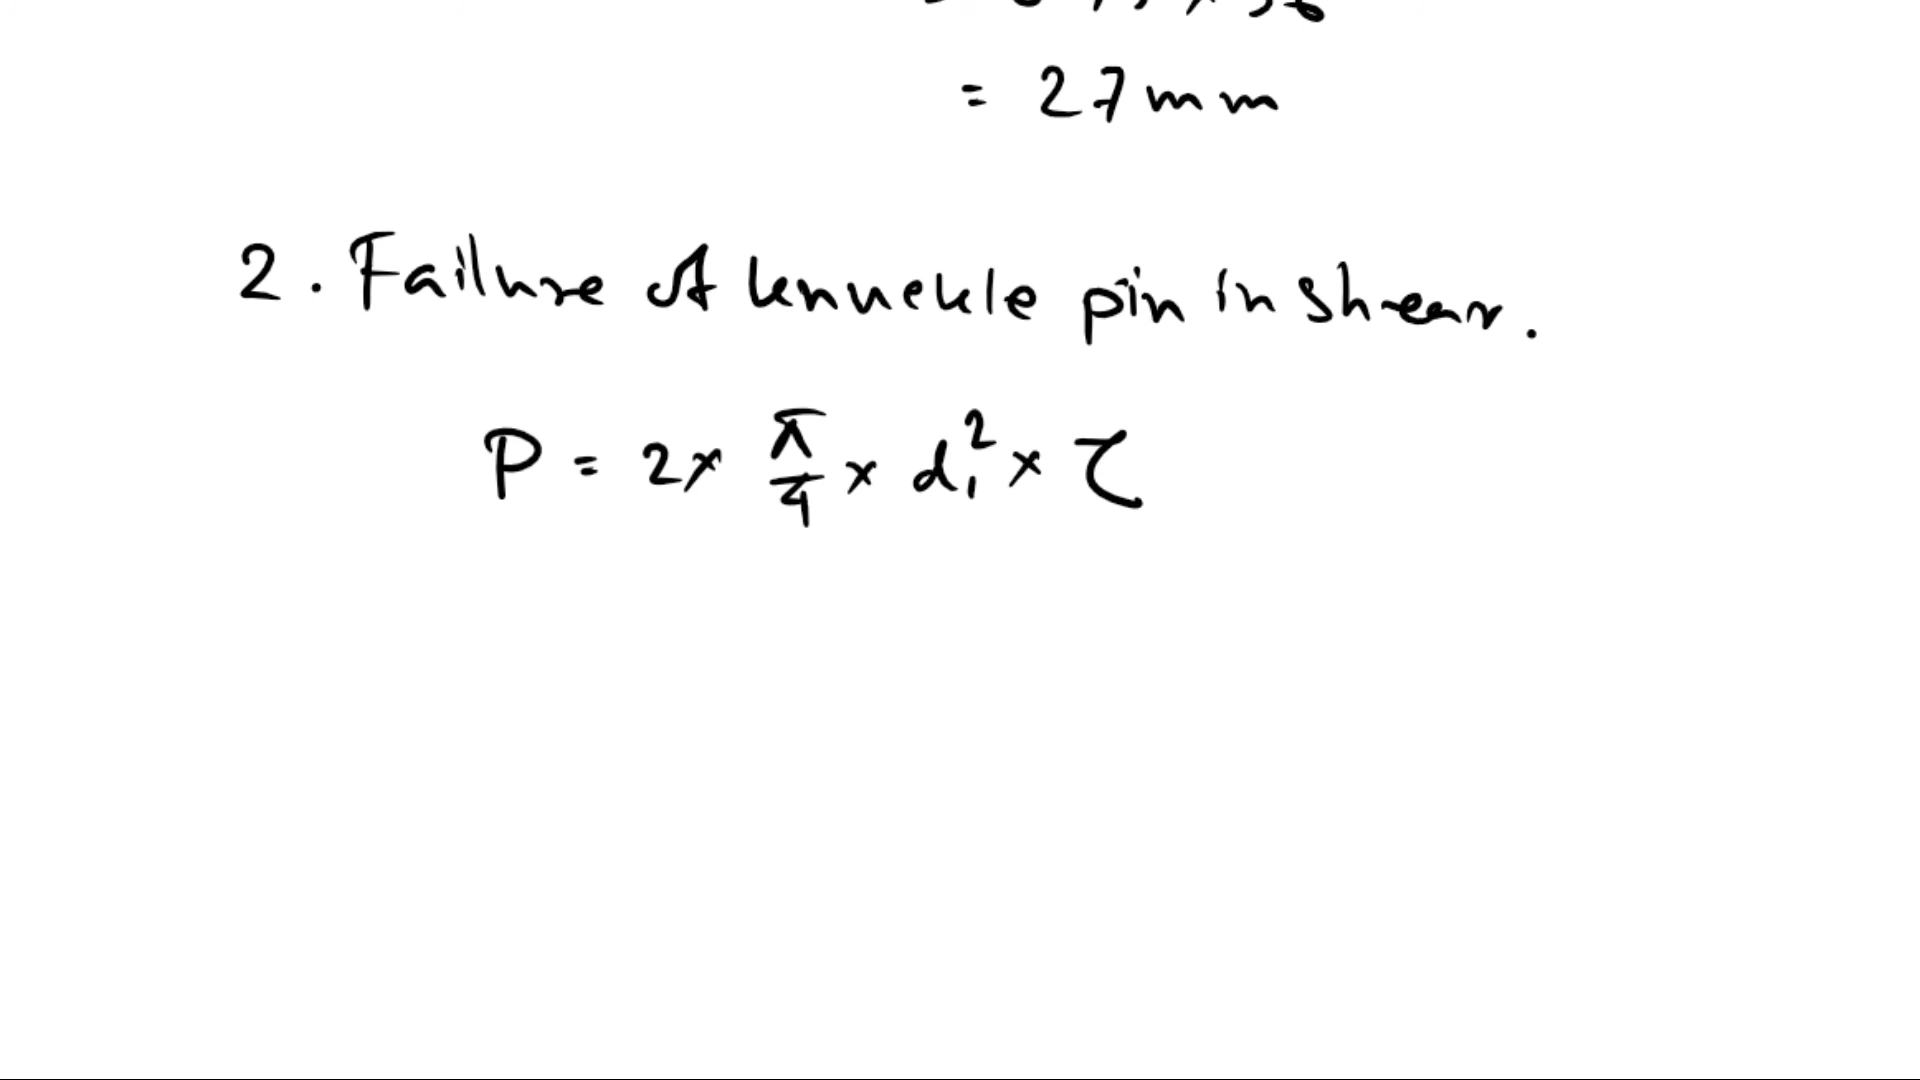 = 27 mm
2. Failure of knuckle pin in shear.
P = 2 × π/4 × d₁² × τ